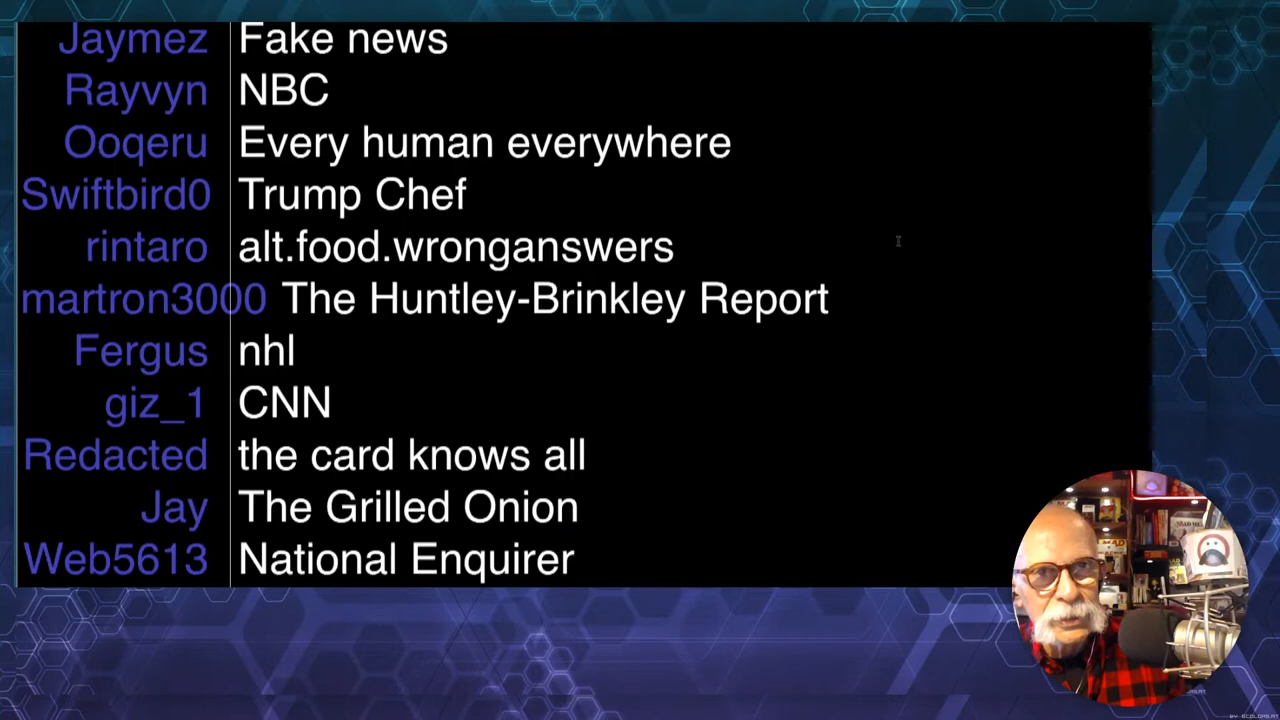 Jaymez Fake news
Rayvyn NBC
Ooqeru Every human everywhere
Swiftbird0 Trump Chef
rintaro alt.food.wronganswers
martron3000 The Huntley-Brinkley Report
Fergus nhl
giz_1 CNN
Redacted the card knows all
Jay The Grilled Onion
Web5613 National Enquirer